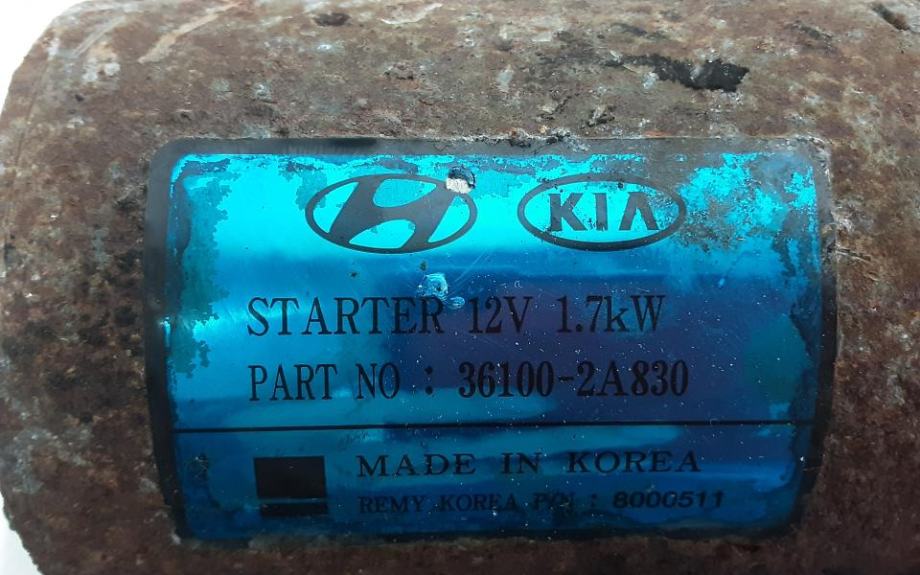 KIA
STARTER 12V 1.7kW
PART NO : 36100-2A830
MADE IN KOREA
REMY KOREA P/N : 8000511